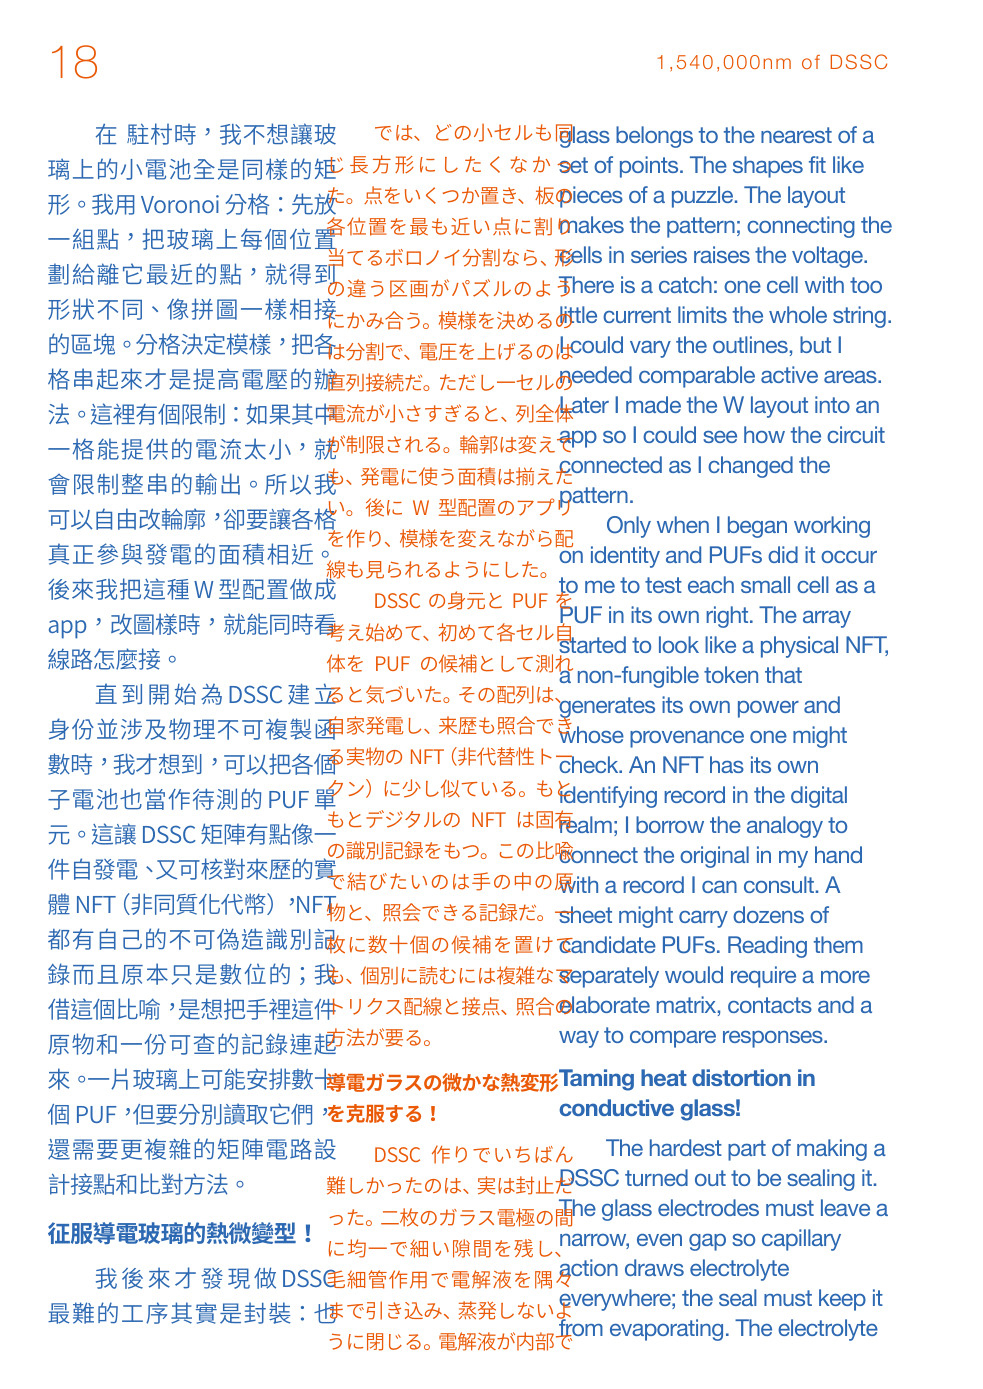 18
1,540,000nm of DSSC
在 駐村時，我不想讓玻
璃上的小電池全是同樣的矩
形。我用 Voronoi 分格：先放
一組點，把玻璃上每個位置
劃給離它最近的點，就得到
形狀不同、像拼圖一樣相接
的區塊。分格決定模樣，把各
格串起來才是提高電壓的辦
法。這裡有個限制：如果其中
一格能提供的電流太小，就
會限制整串的輸出。所以我
可以自由改輪廓，卻要讓各格
真正參與發電的面積相近。
後來我把這種 W 型配置做成
app，改圖樣時，就能同時看
線路怎麼接。
直到開始為 DSSC 建立
身份並涉及物理不可複製函
數時，我才想到，可以把各個
子電池也當作待測的 PUF 單
元。這讓 DSSC 矩陣有點像一
件自發電、又可核對來歷的實
體 NFT（非同質化代幣），NFT
都有自己的不可偽造識別記
錄而且原本只是數位的；我
借這個比喻，是想把手裡這件
原物和一份可查的記錄連起
來。一片玻璃上可能安排數十
個 PUF，但要分別讀取它們，
還需要更複雜的矩陣電路設
計接點和比對方法。
征服導電玻璃的熱微變型！
我後來才發現做 DSSC
最難的工序其實是封裝：也
では、どの小セルも同
じ長方形にしたくなかっ
た。点をいくつか置き、板の
各位置を最も近い点に割り
当てるボロノイ分割なら、形
の違う区画がパズルのよう
にかみ合う。模様を決めるの
は分割で、電圧を上げるのは
直列接続だ。ただし一セルの
電流が小さすぎると、列全体
が制限される。輪郭は変えて
も、発電に使う面積は揃えた
い。後に W 型配置のアプリ
を作り、模様を変えながら配
線も見られるようにした。
DSSC の身元と PUF を
考え始めて、初めて各セル自
体を PUF の候補として測れ
ると気づいた。その配列は、
自家発電し、来歴も照合でき
る実物の NFT（非代替性トー
クン）に少し似ている。もと
もとデジタルの NFT は固有
の識別記録をもつ。この比喩
で結びたいのは手の中の原
物と、照会できる記録だ。一
枚に数十個の候補を置けて
も、個別に読むには複雑なマ
トリクス配線と接点、照合の
方法が要る。
導電ガラスの微かな熱変形
を克服する！
DSSC 作りでいちばん
難しかったのは、実は封止だ
った。二枚のガラス電極の間
に均一で細い隙間を残し、
毛細管作用で電解液を隅々
まで引き込み、蒸発しないよ
うに閉じる。電解液が内部で
glass belongs to the nearest of a
set of points. The shapes fit like
pieces of a puzzle. The layout
makes the pattern; connecting the
cells in series raises the voltage.
There is a catch: one cell with too
little current limits the whole string.
I could vary the outlines, but I
needed comparable active areas.
Later I made the W layout into an
app so I could see how the circuit
connected as I changed the
pattern.
Only when I began working
on identity and PUFs did it occur
to me to test each small cell as a
PUF in its own right. The array
started to look like a physical NFT,
a non-fungible token that
generates its own power and
whose provenance one might
check. An NFT has its own
identifying record in the digital
realm; I borrow the analogy to
connect the original in my hand
with a record I can consult. A
sheet might carry dozens of
candidate PUFs. Reading them
separately would require a more
elaborate matrix, contacts and a
way to compare responses.
Taming heat distortion in
conductive glass!
The hardest part of making a
DSSC turned out to be sealing it.
The glass electrodes must leave a
narrow, even gap so capillary
action draws electrolyte
everywhere; the seal must keep it
from evaporating. The electrolyte